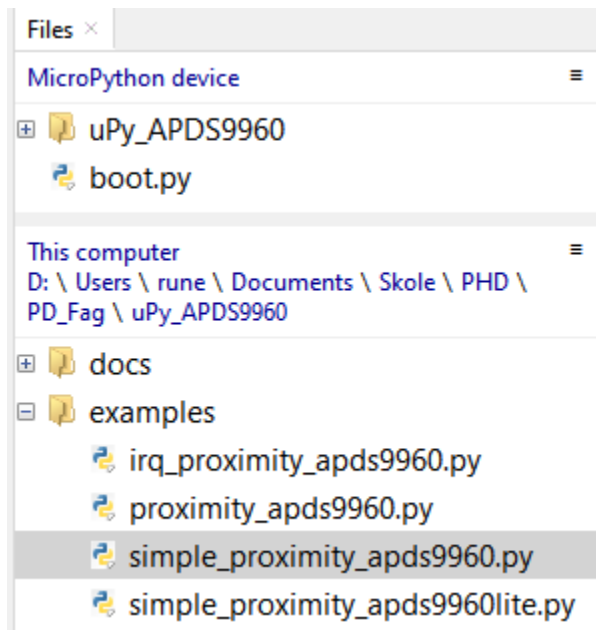 Files
MicroPython device
uPy_APDS9960
boot.py
This computer
D: \ Users \ rune \ Documents \ Skole \ PHD \
PD_Fag \ uPy_APDS9960
docs
examples
irq_proximity_apds9960.py
proximity_apds9960.py
simple_proximity_apds9960.py
simple_proximity_apds9960lite.py